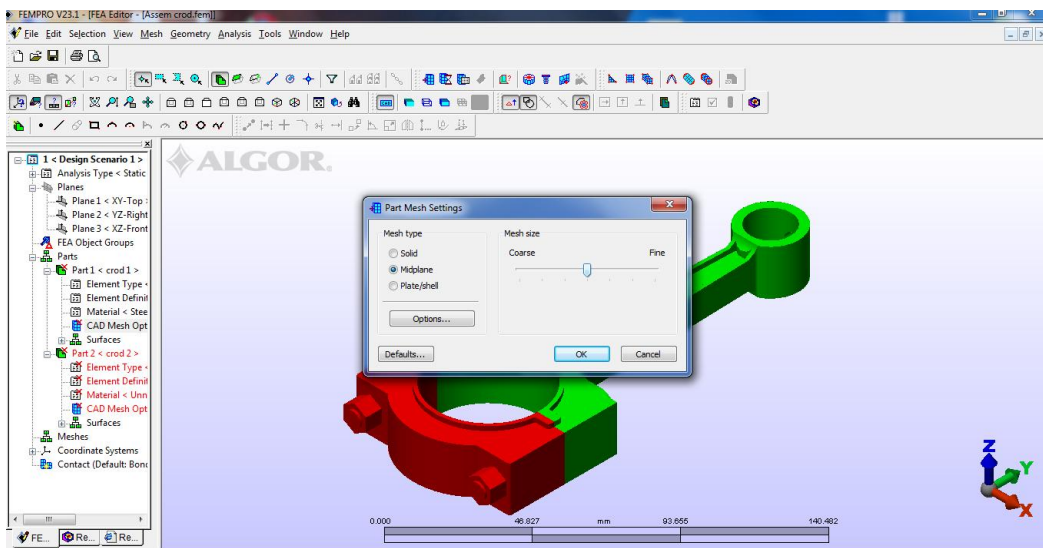 FEMPRO V23.1 - [FEA Editor - [Assem crod.fem]]
File Edit Selection View Mesh Geometry Analysis Tools Window Help
1 < Design Scenario 1 >
Analysis Type < Static
Planes
Plane 1 < XY-Top
Plane 2 < YZ-Right
Plane 3 < XZ-Front
FEA Object Groups
Parts
Part 1 < crod 1 >
Element Type <
Element Definit
Material < Stee
CAD Mesh Opt
Surfaces
Part 2 < crod 2 >
Element Type <
Element Definit
Material < Unn
CAD Mesh Opt
Surfaces
Meshes
Coordinate Systems
Contact (Default: Bond
FE... Re... Re...
ALGOR.
Part Mesh Settings
Mesh type
Solid
Midplane
Plate/shell
Options...
Mesh size
Coarse Fine
Defaults... OK Cancel
0.000 46.827 mm 93.655 140.482
Z
Y
X